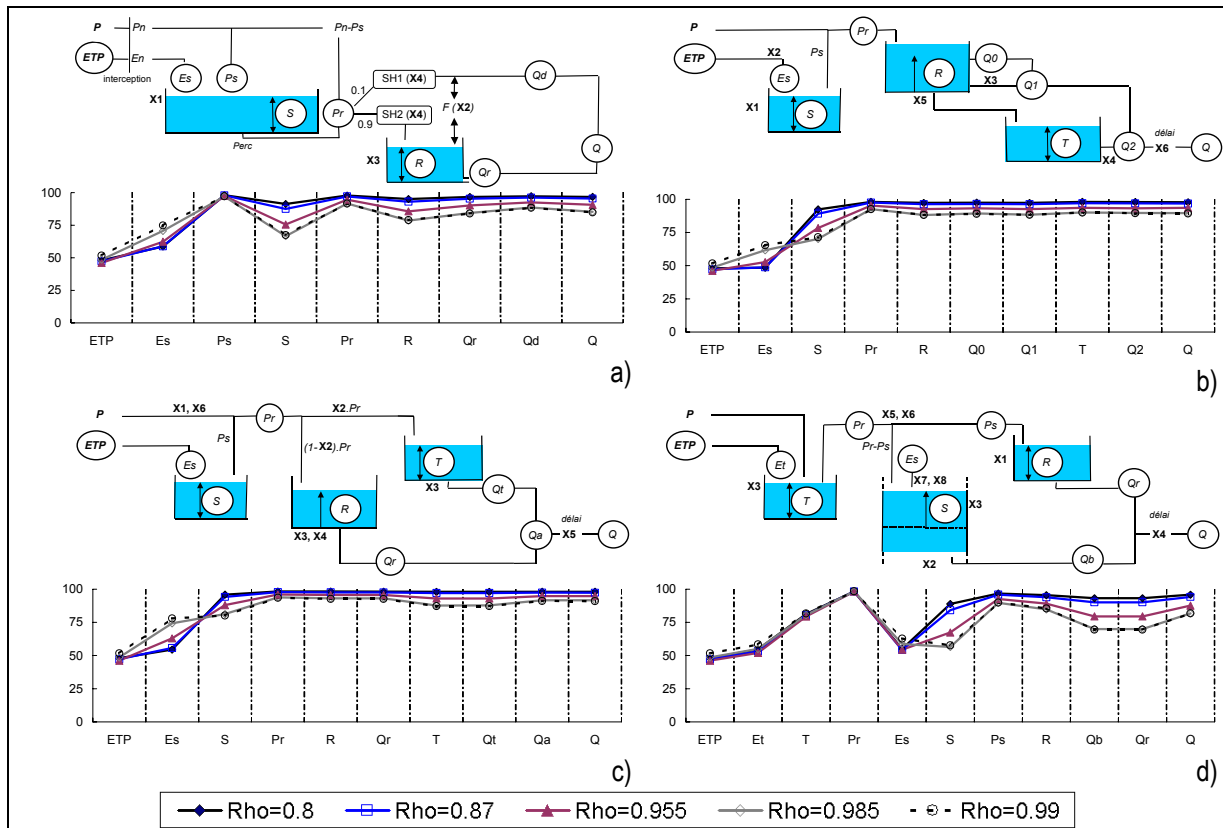 P Pn Pn-Ps
ETP En
interception
Es Ps
X1
S
Pr
0.1
0.9
Perc
SH1 (X4)
SH2 (X4)
F (X2)
X3
R
Qr
Qd
Q
100
75
50
25
0
ETP Es Ps S Pr R Qr Qd Q
a)
P
ETP
X2
Ps
Es
X1
S
Pr
R
X5
Q0
X3
Q1
T
X4
Q2
délai
X6
Q
100
75
50
25
0
ETP Es S Pr R Q0 Q1 T Q2 Q
b)
P
ETP
X1, X6
Ps
Es
S
Pr
X2.Pr
(1-X2).Pr
R
X3, X4
T
X3
Qt
Qr
Qa
délai
X5
Q
100
75
50
25
0
ETP Es S Pr R Qr T Qt Qa Q
c)
P
ETP
Et
X3
T
Pr
X5, X6
Pr-Ps
Es
X7, X8
S
X3
X2
Ps
X1
R
Qr
Qb
délai
X4
Q
100
75
50
25
0
ETP Et T Pr Es S Ps R Qb Qr Q
d)
Rho=0.8 Rho=0.87 Rho=0.955 Rho=0.985 Rho=0.99